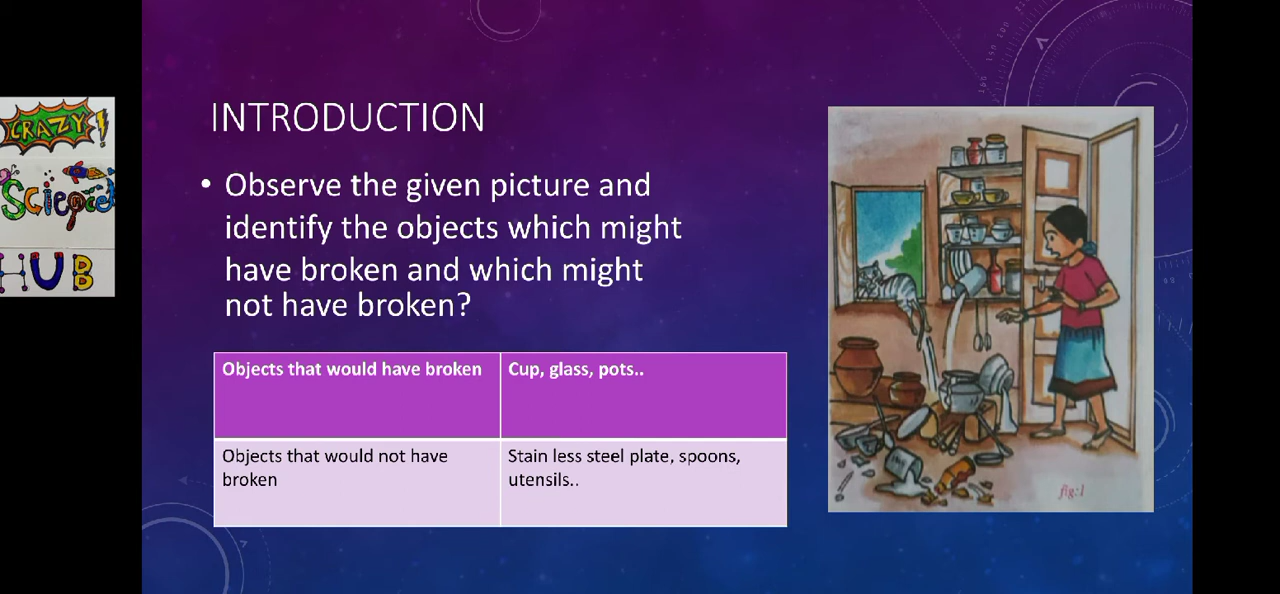 CRAZY!
Science
HUB
INTRODUCTION
• Observe the given picture and
identify the objects which might
have broken and which might
not have broken?
Objects that would have broken
Cup, glass, pots..
Objects that would not have
broken
Stain less steel plate, spoons,
utensils..
fig:1